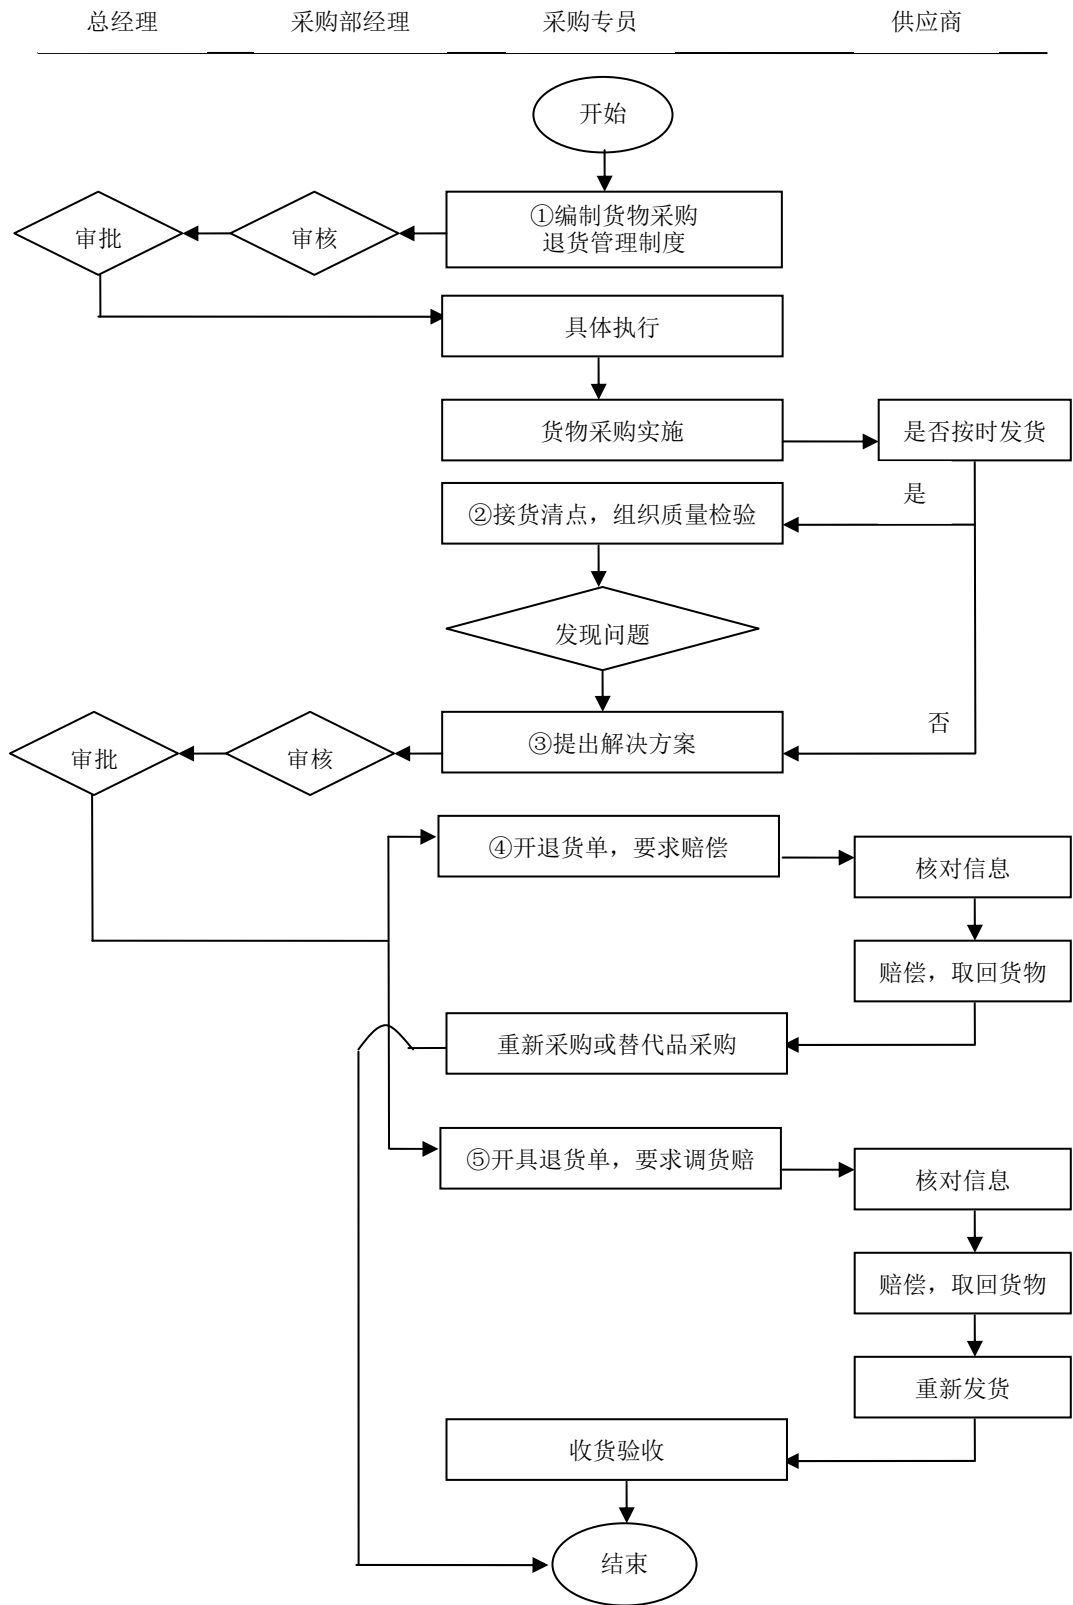 总经理 采购部经理 采购专员 供应商
开始
①编制货物采购
退货管理制度
审核
审批
具体执行
货物采购实施
是否按时发货
是
②接货清点，组织质量检验
发现问题
否
③提出解决方案
审核
审批
④开退货单，要求赔偿
核对信息
赔偿，取回货物
重新采购或替代品采购
⑤开具退货单，要求调货赔
核对信息
赔偿，取回货物
重新发货
收货验收
结束